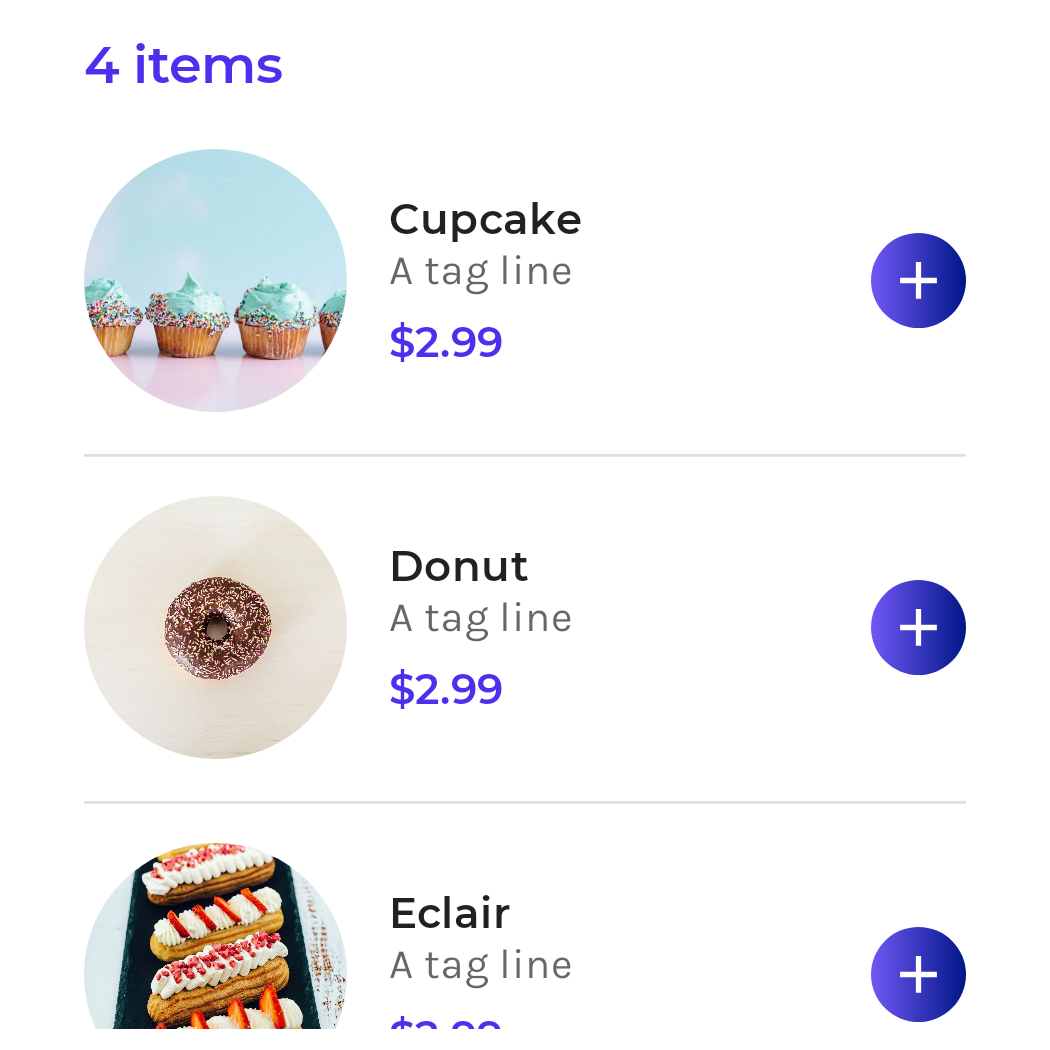 4 items
Cupcake
A tag line
$2.99
Donut
A tag line
$2.99
Eclair
A tag line